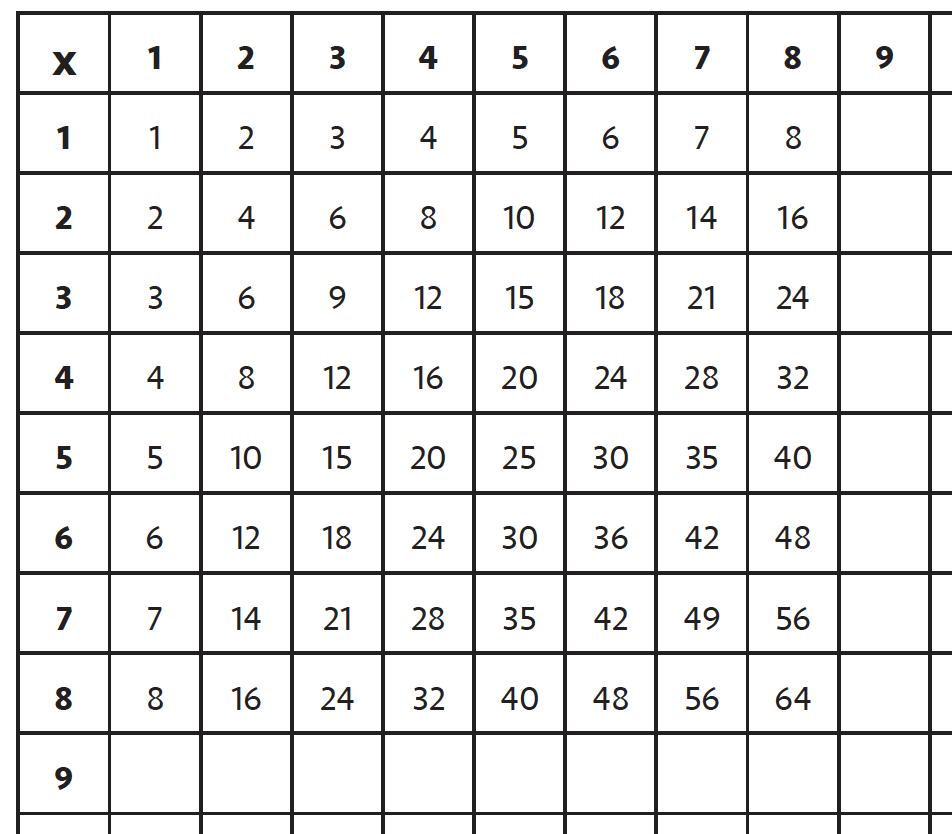 x 1 2 3 4 5 6 7 8 9
1 1 2 3 4 5 6 7 8
2 2 4 6 8 10 12 14 16
3 3 6 9 12 15 18 21 24
4 4 8 12 16 20 24 28 32
5 5 10 15 20 25 30 35 40
6 6 12 18 24 30 36 42 48
7 7 14 21 28 35 42 49 56
8 8 16 24 32 40 48 56 64
9